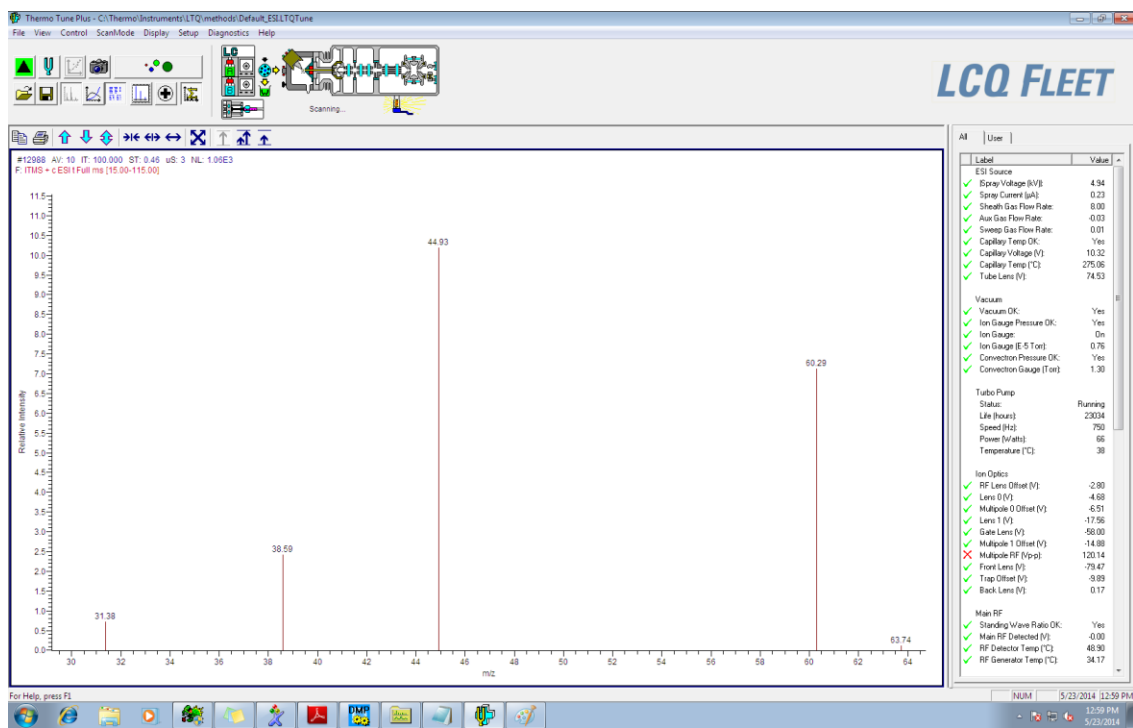 Thermo Tune Plus - C:\Thermo\Instruments\LTQ\methods\Default_ESI.LTQTune
File View Control ScanMode Display Setup Diagnostics Help
LC
Scanning...
LCQ FLEET
#12988 AV: 10 IT: 100.000 ST: 0.46 uS: 3 NL: 1.06E3
F: ITMS + c ESI t Full ms [15.00-115.00]
11.5
11.0
10.5
10.0
9.5
9.0
8.5
8.0
7.5
7.0
6.5
6.0
5.5
5.0
4.5
4.0
3.5
3.0
2.5
2.0
1.5
1.0
0.5
0.0
Relative Intensity
44.93
60.29
38.59
31.38
63.74
30 32 34 36 38 40 42 44 46 48 50 52 54 56 58 60 62 64
m/z
All User
Label Value
ESI Source
|Spray Voltage (kV)|: 4.94
Spray Current (µA): 0.23
Sheath Gas Flow Rate: 8.00
Aux Gas Flow Rate: -0.03
Sweep Gas Flow Rate: 0.01
Capillary Temp OK: Yes
Capillary Voltage (V): 10.32
Capillary Temp (°C): 275.06
Tube Lens (V): 74.53
Vacuum
Vacuum OK: Yes
Ion Gauge Pressure OK: Yes
Ion Gauge: On
Ion Gauge (E-5 Torr): 0.76
Convectron Pressure OK: Yes
Convectron Gauge (Torr): 1.30
Turbo Pump
Status: Running
Life (hours): 23034
Speed (Hz): 750
Power (Watts): 66
Temperature (°C): 38
Ion Optics
RF Lens Offset (V): -2.80
Lens 0 (V): -4.68
Multipole 0 Offset (V): -6.51
Lens 1 (V): -17.56
Gate Lens (V): -58.00
Multipole 1 Offset (V): -14.88
Multipole RF (Vp-p): 120.14
Front Lens (V): -79.47
Trap Offset (V): -9.89
Back Lens (V): 0.17
Main RF
Standing Wave Ratio OK: Yes
Main RF Detected (V): -0.00
RF Detector Temp (°C): 48.90
RF Generator Temp (°C): 34.17
For Help, press F1
NUM 5/23/2014 12:59 PM
DMP
12:59 PM
5/23/2014